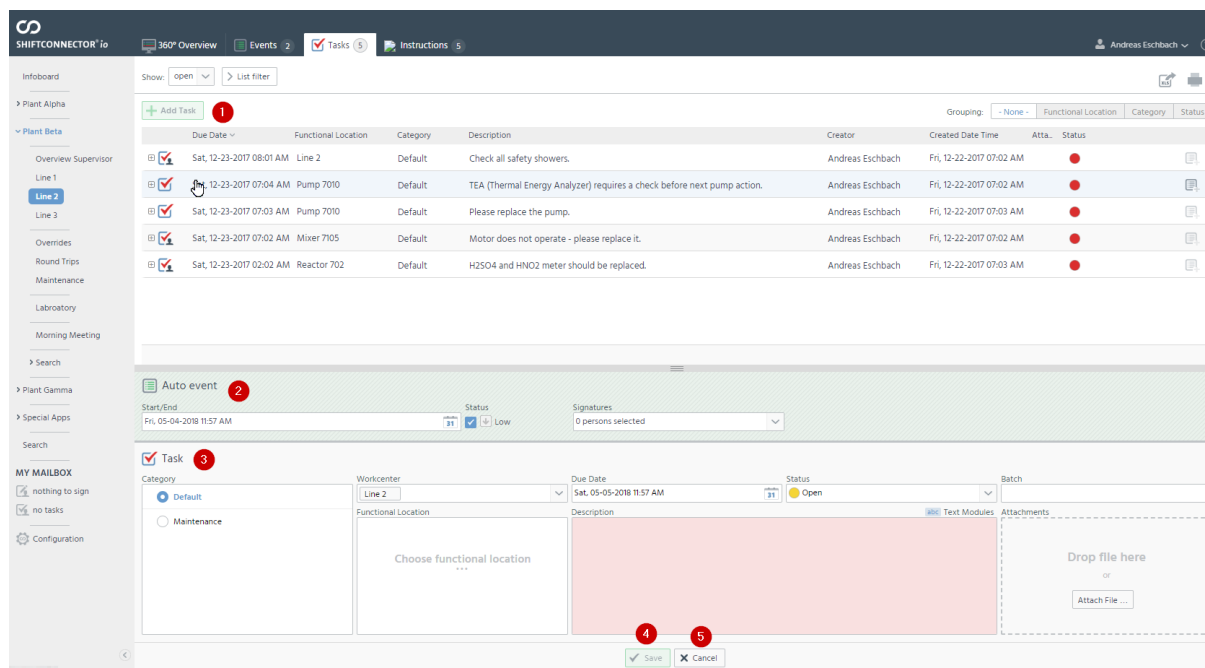 SHIFTCONNECTOR® io
360° Overview
Events 2
Tasks 5
Instructions 5
Andreas Eschbach
Infoboard
Plant Alpha
Plant Beta
Overview Supervisor
Line 1
Line 2
Line 3
Overrides
Round Trips
Maintenance
Labroatory
Morning Meeting
Search
Plant Gamma
Special Apps
Search
MY MAILBOX
nothing to sign
no tasks
Configuration
Show: open List filter
XLS
Add Task 1
Grouping: - None - Functional Location Category Status
Due Date Functional Location Category Description Creator Created Date Time Atta... Status
Sat, 12-23-2017 08:01 AM Line 2 Default Check all safety showers. Andreas Eschbach Fri, 12-22-2017 07:02 AM
12-23-2017 07:04 AM Pump 7010 Default TEA (Thermal Energy Analyzer) requires a check before next pump action. Andreas Eschbach Fri, 12-22-2017 07:02 AM
Sat, 12-23-2017 07:03 AM Pump 7010 Default Please replace the pump. Andreas Eschbach Fri, 12-22-2017 07:03 AM
Sat, 12-23-2017 07:02 AM Mixer 7105 Default Motor does not operate - please replace it. Andreas Eschbach Fri, 12-22-2017 07:02 AM
Sat, 12-23-2017 02:02 AM Reactor 702 Default H2SO4 and HNO2 meter should be replaced. Andreas Eschbach Fri, 12-22-2017 07:03 AM
Auto event 2
Start/End Status Signatures
Fri, 05-04-2018 11:57 AM 31 Low 0 persons selected
Task 3
Category Workcenter Due Date Status Batch
Default Line 2 Sat, 05-05-2018 11:57 AM 31 Open
Functional Location Description abc Text Modules Attachments
Maintenance
Choose functional location
...
Drop file here
or
Attach File ...
4 5
Save Cancel